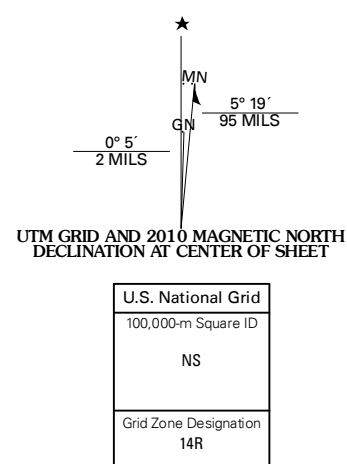 ★
MN
5° 19´
95 MILS
GN
0° 5´
2 MILS
UTM GRID AND 2010 MAGNETIC NORTH
DECLINATION AT CENTER OF SHEET
U.S. National Grid
100,000-m Square ID
NS
Grid Zone Designation
14R